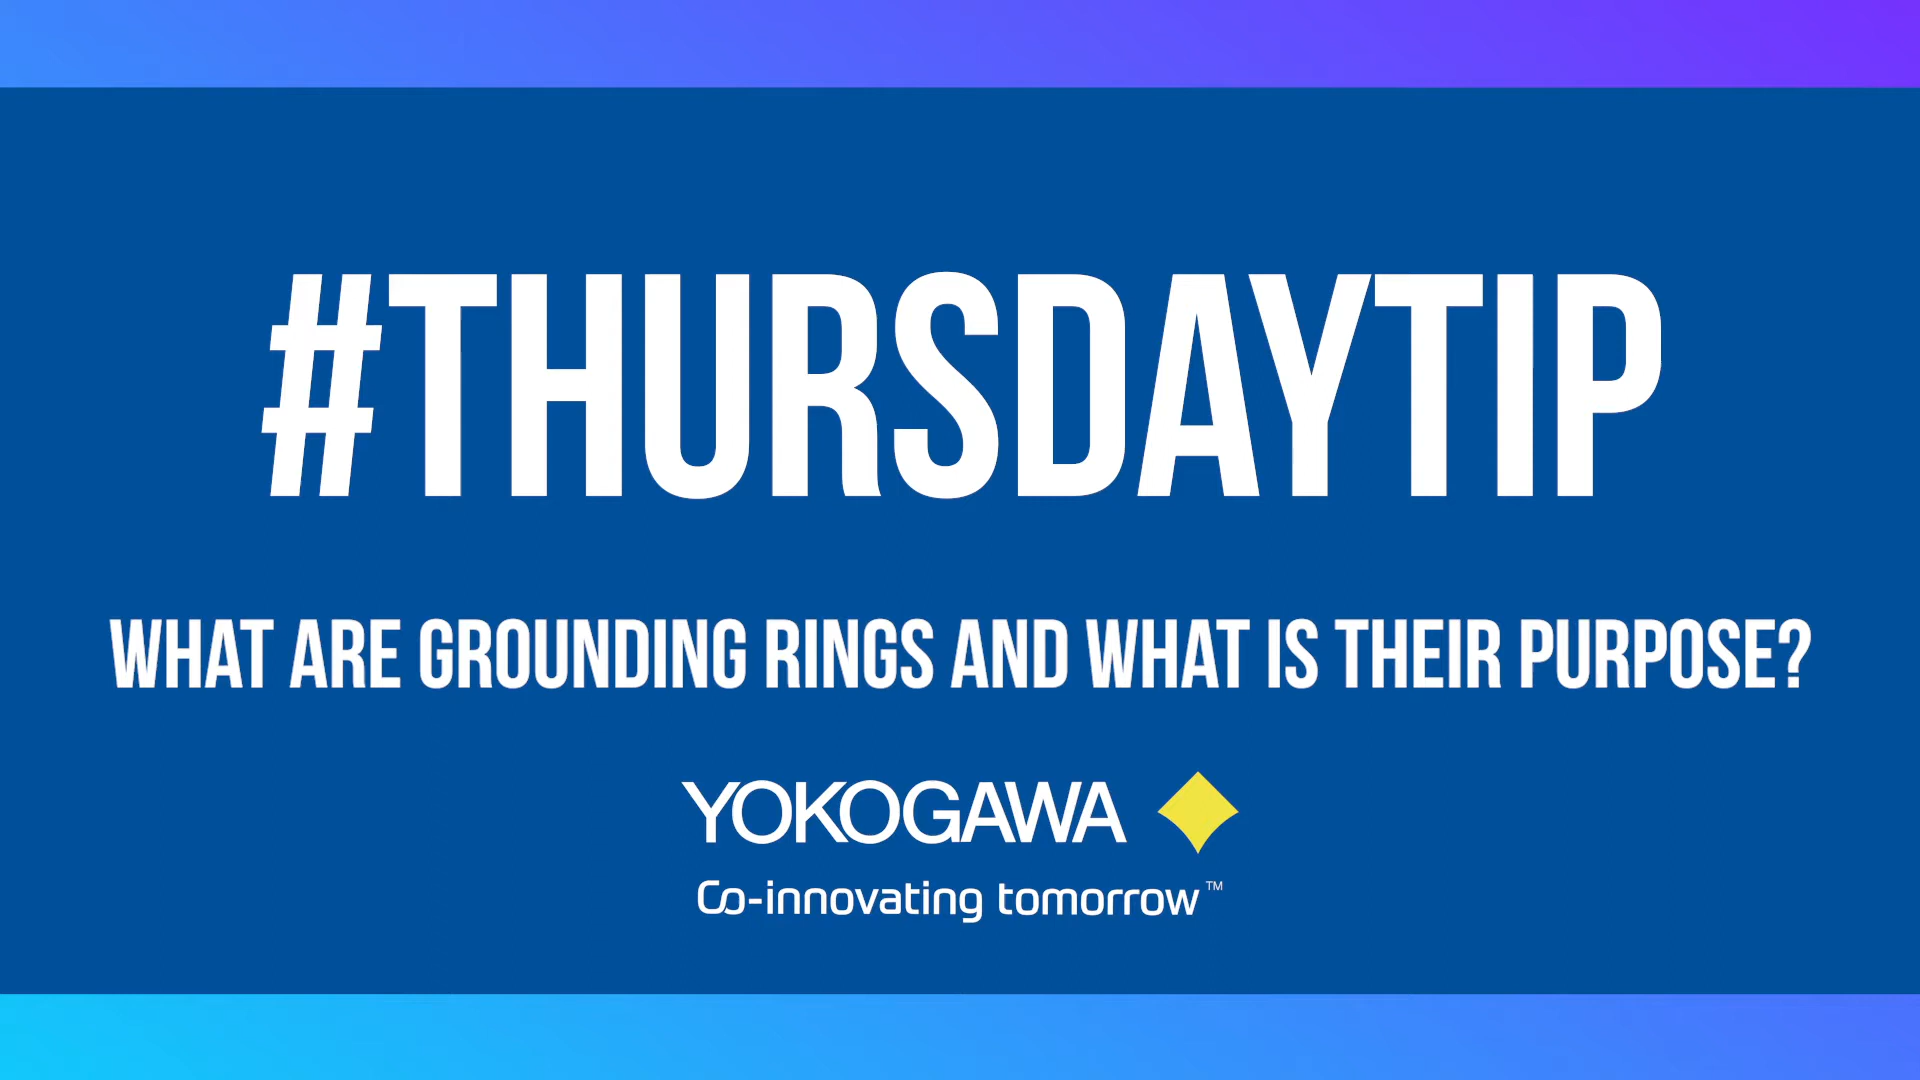 #THURSDAYTIP
WHAT ARE GROUNDING RINGS AND WHAT IS THEIR PURPOSE?
YOKOGAWA
Co-innovating tomorrow™